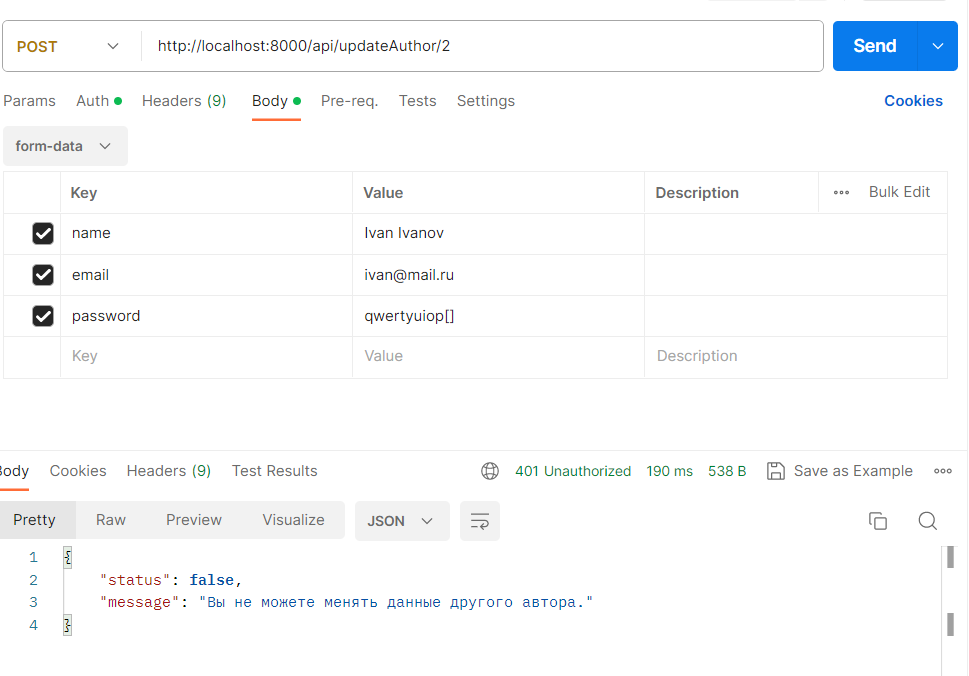 POST http://localhost:8000/api/updateAuthor/2 Send
Params Auth Headers (9) Body Pre-req. Tests Settings Cookies
form-data
Key Value Description Bulk Edit
name Ivan Ivanov
email ivan@mail.ru
password qwertyuiop[]
Key Value Description
Body Cookies Headers (9) Test Results 401 Unauthorized 190 ms 538 B Save as Example
Pretty Raw Preview Visualize JSON
1 {
2 "status": false,
3 "message": "Вы не можете менять данные другого автора."
4 }